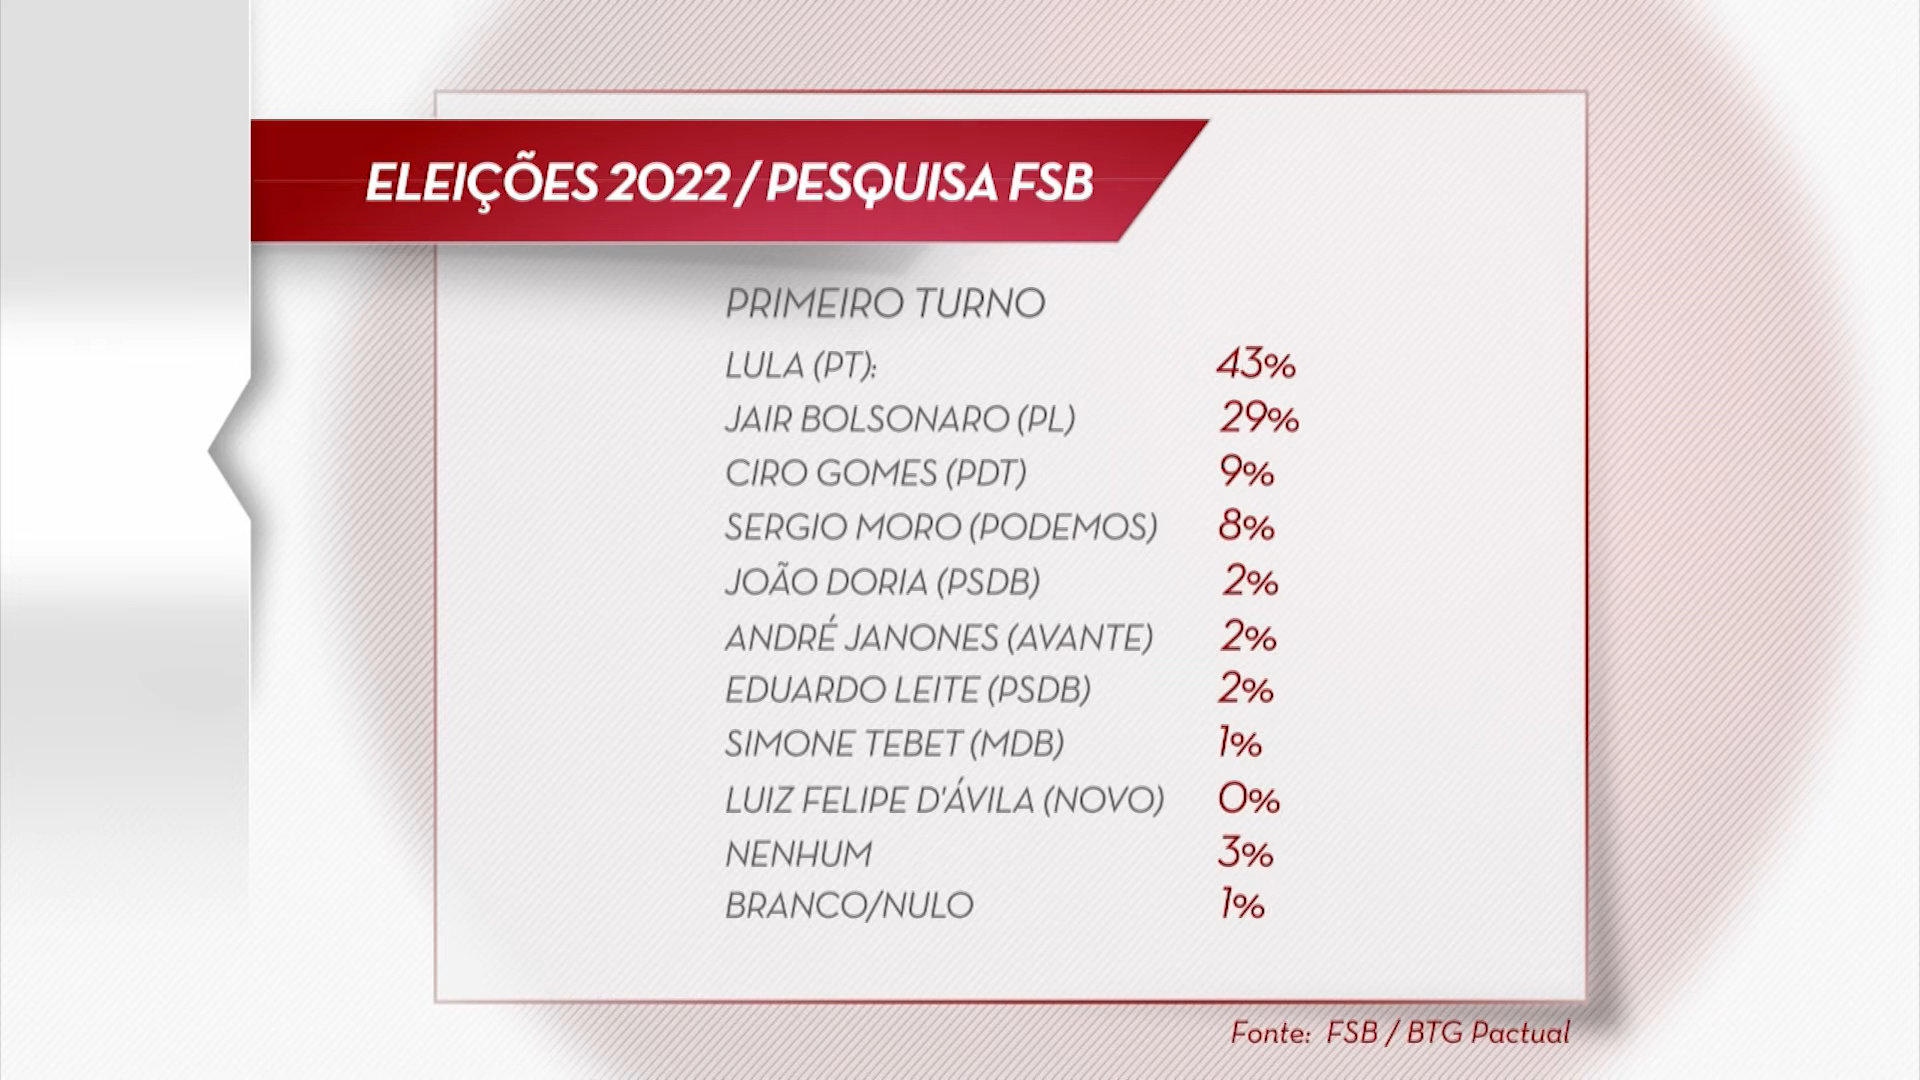 ELEIÇÕES 2022 / PESQUISA FSB
PRIMEIRO TURNO
LULA (PT): 43%
JAIR BOLSONARO (PL) 29%
CIRO GOMES (PDT) 9%
SERGIO MORO (PODEMOS) 8%
JOÃO DORIA (PSDB) 2%
ANDRÉ JANONES (AVANTE) 2%
EDUARDO LEITE (PSDB) 2%
SIMONE TEBET (MDB) 1%
LUIZ FELIPE D'ÁVILA (NOVO) 0%
NENHUM 3%
BRANCO/NULO 1%
Fonte: FSB / BTG Pactual